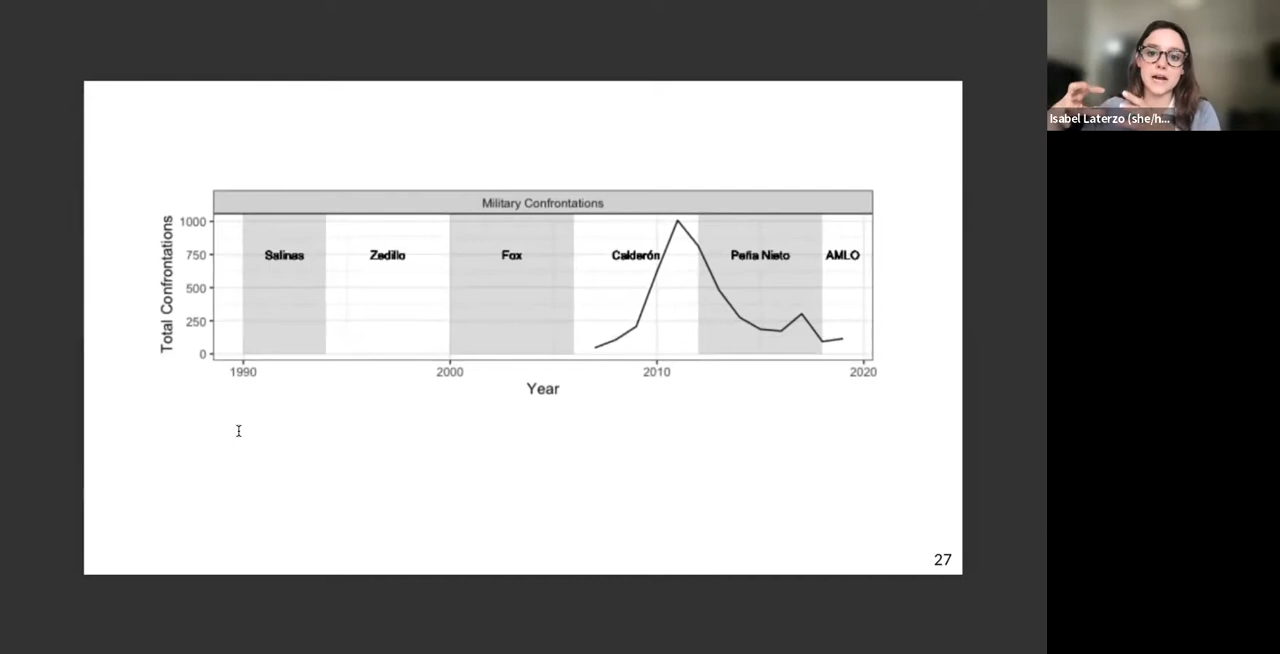 Military Confrontations
Total Confrontations
1000
750
500
250
0
Salinas
Zedillo
Fox
Calderón
Peña Nieto
AMLO
1990
2000
2010
2020
Year
27
Isabel Laterzo (she/h...